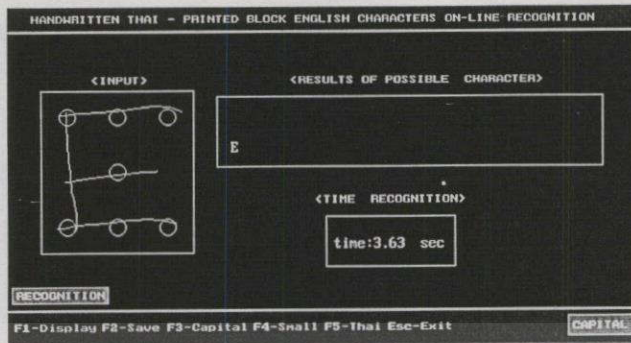 HANDWRITTEN THAI - PRINTED BLOCK ENGLISH CHARACTERS ON-LINE RECOGNITION
<INPUT>
<RESULTS OF POSSIBLE CHARACTER>
E
<TIME RECOGNITION>
time:3.63 sec
RECOGNITION
F1-Display F2-Save F3-Capital F4-Small F5-Thai Esc-Exit
CAPITAL